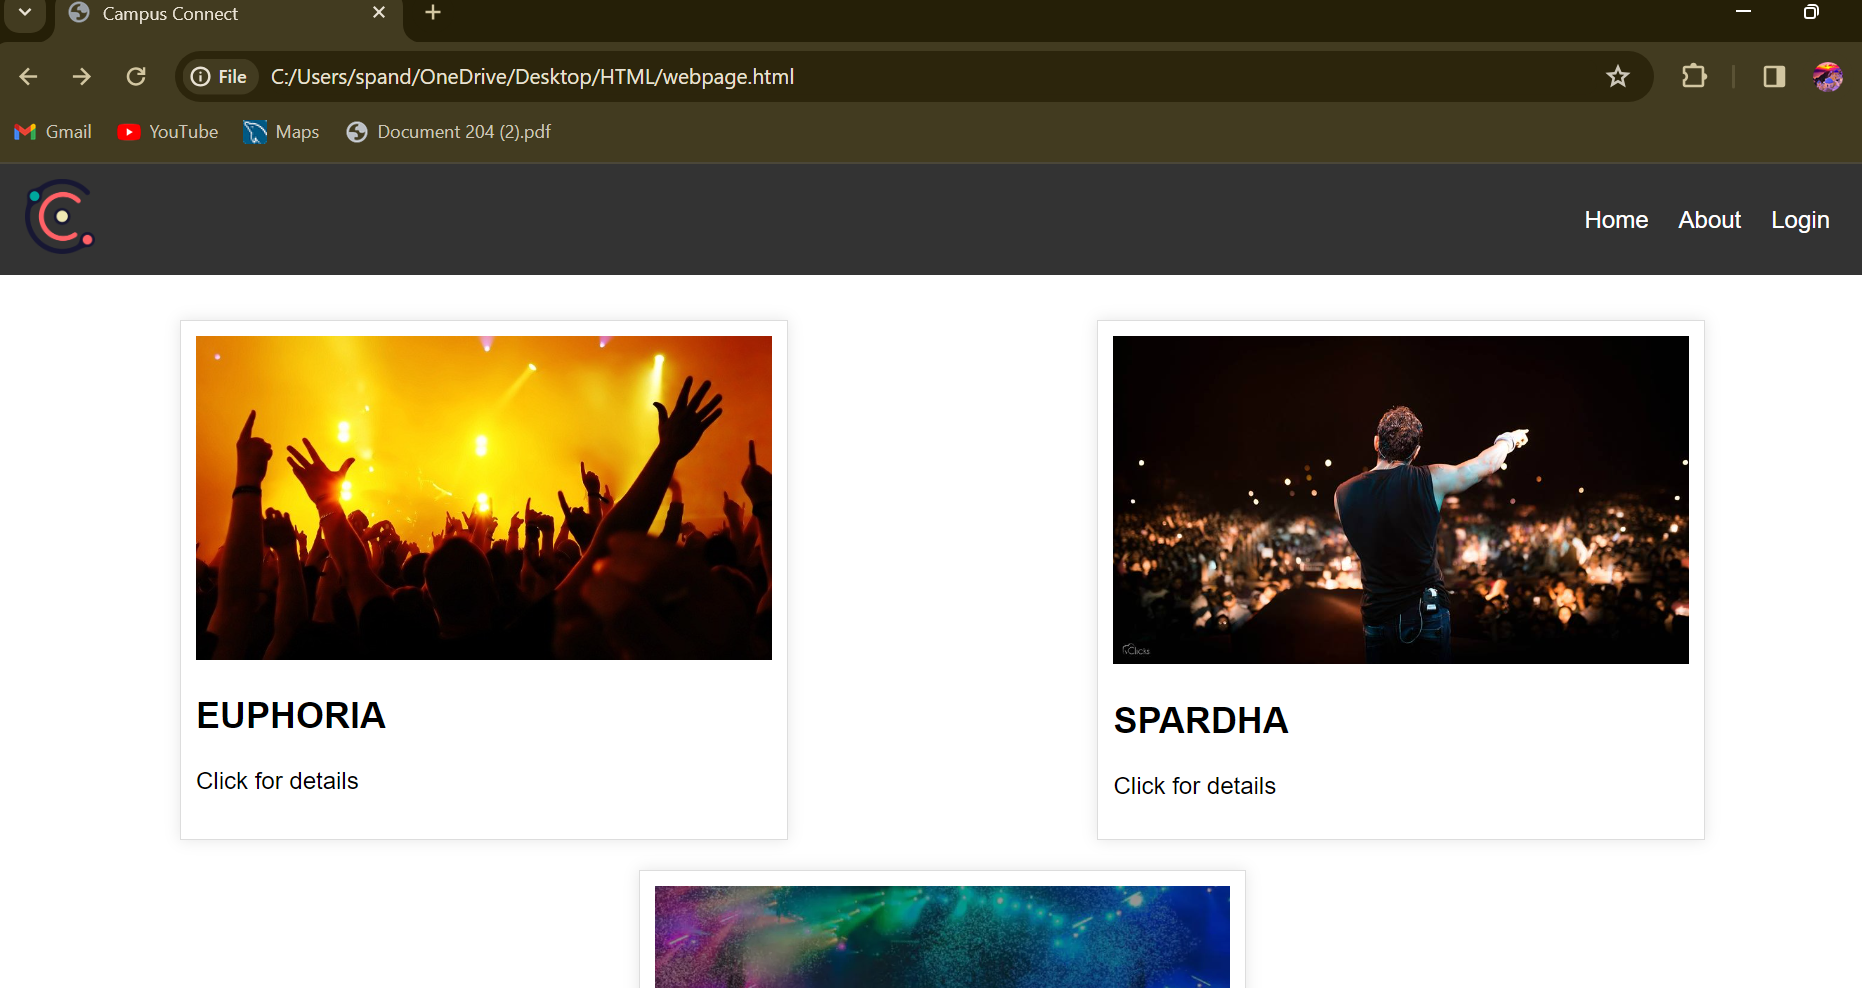 Campus Connect
File C:/Users/spand/OneDrive/Desktop/HTML/webpage.html
Gmail YouTube Maps Document 204 (2).pdf
Home About Login
EUPHORIA
Click for details
SPARDHA
Clicks
Click for details